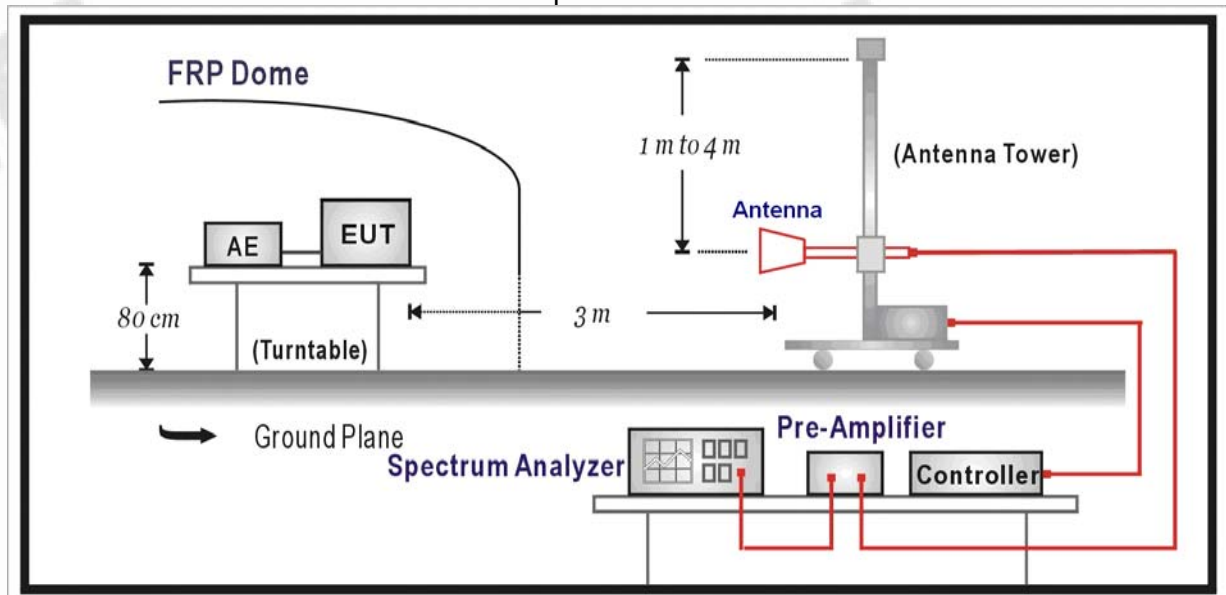 FRP Dome
1 m to 4 m
(Antenna Tower)
Antenna
AE
EUT
80 cm
3 m
(Turntable)
Ground Plane
Pre-Amplifier
Spectrum Analyzer
Controller